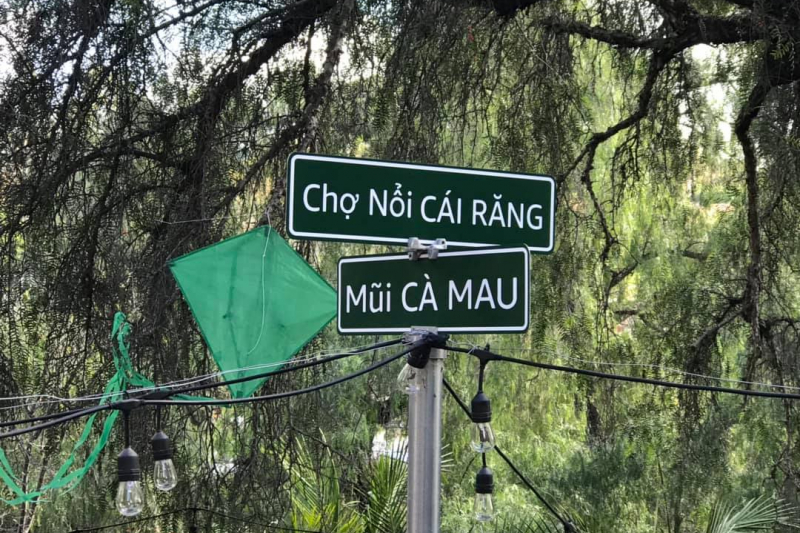 Chợ Nổi CÁI RĂNG
Mũi CÀ MAU